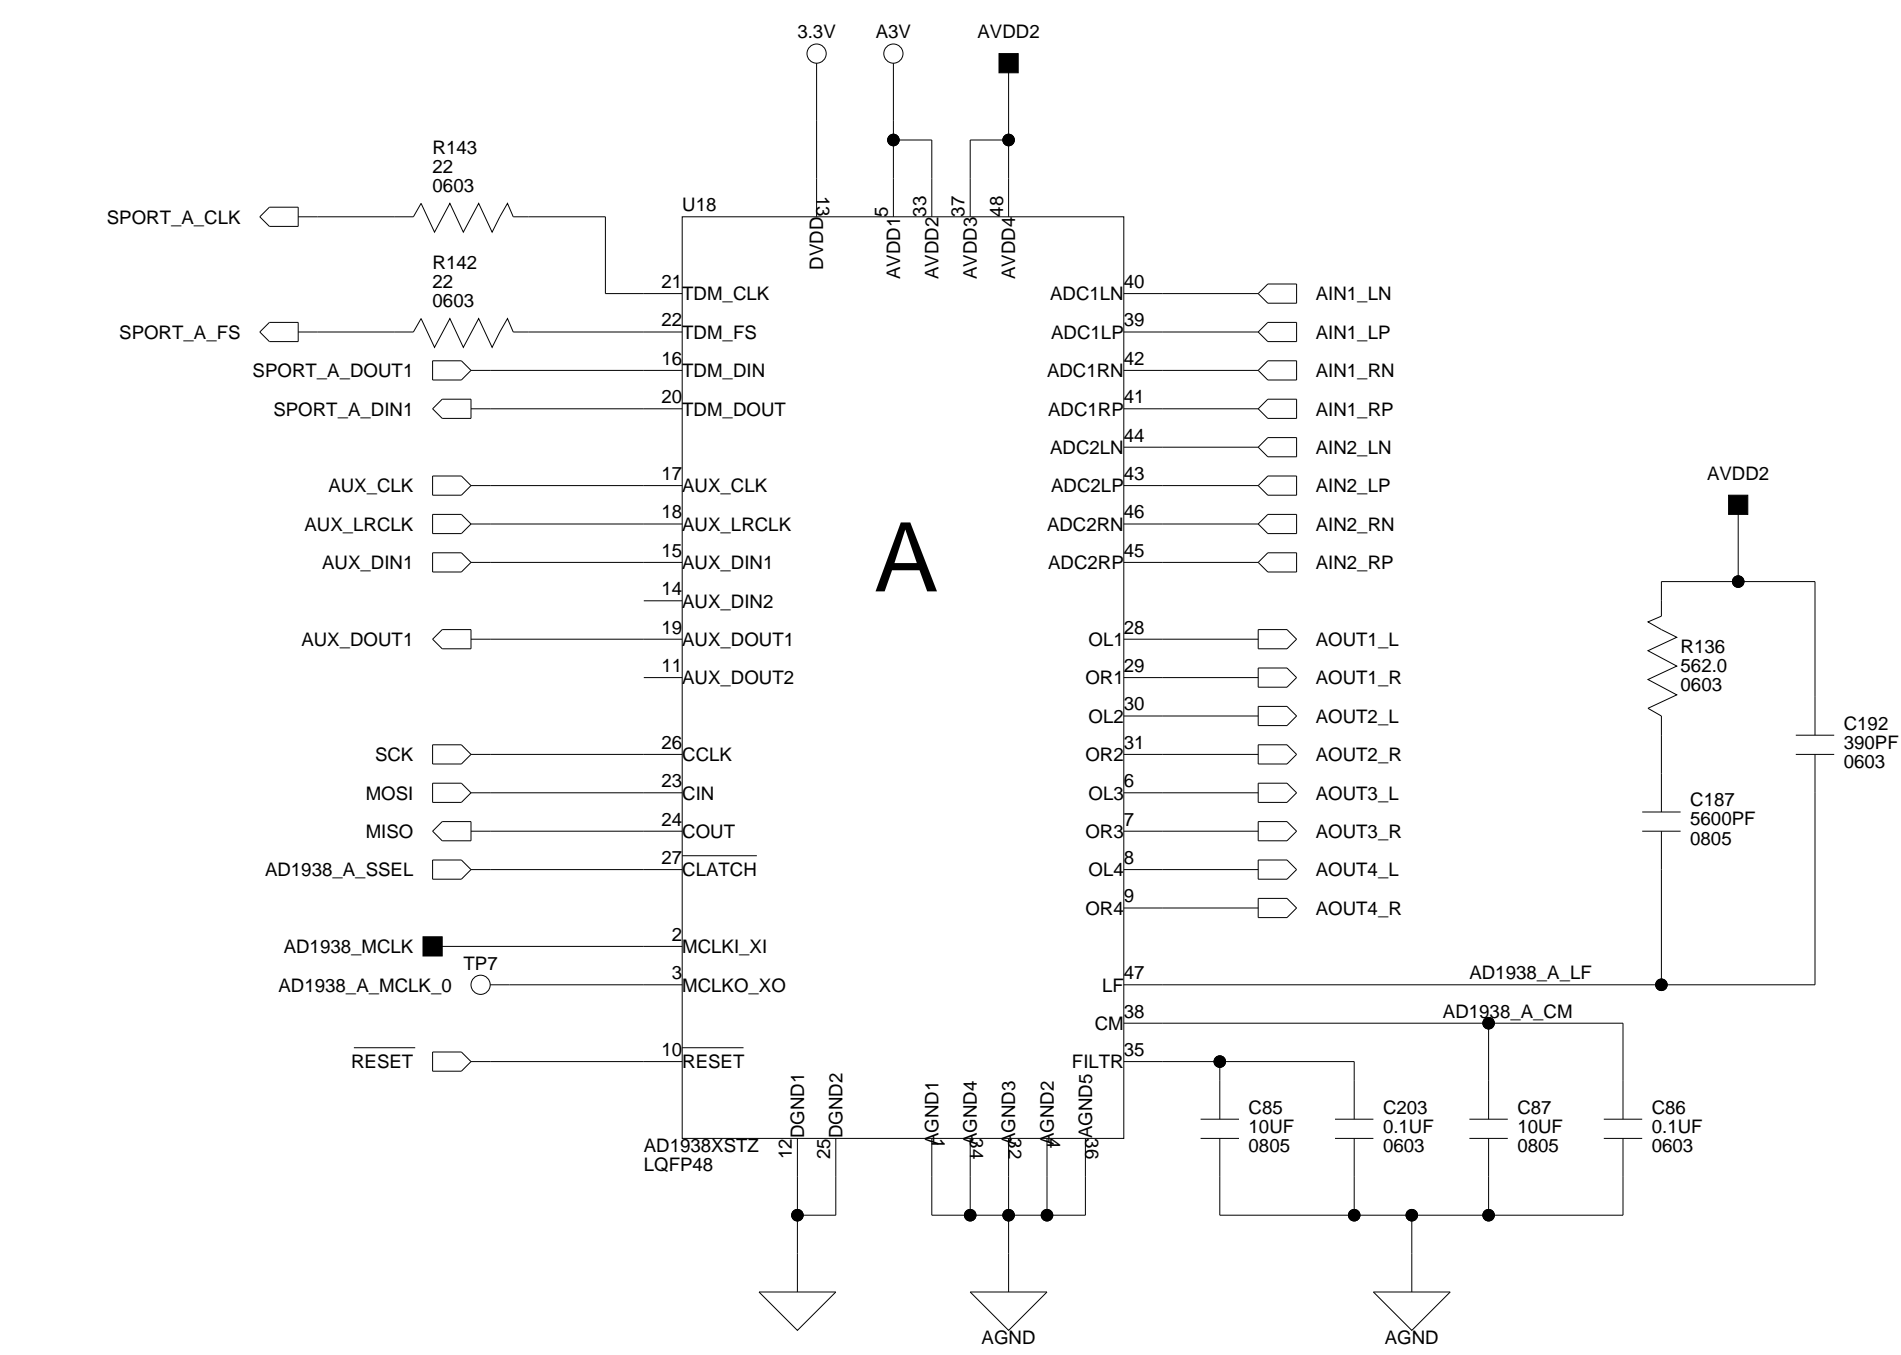 3.3V
A3V
AVDD2
R143
22
0603
SPORT_A_CLK
R142
22
0603
SPORT_A_FS
SPORT_A_DOUT1
SPORT_A_DIN1
AUX_CLK
AUX_LRCLK
AUX_DIN1
AUX_DOUT1
SCK
MOSI
MISO
AD1938_A_SSEL
AD1938_MCLK
TP7
AD1938_A_MCLK_0
RESET
U18
13
DVDD
5
AVDD1
33
AVDD2
37
AVDD3
48
AVDD4
21 TDM_CLK
22 TDM_FS
16 TDM_DIN
20 TDM_DOUT
17 AUX_CLK
18 AUX_LRCLK
15 AUX_DIN1
14 AUX_DIN2
19 AUX_DOUT1
11 AUX_DOUT2
26 CCLK
23 CIN
24 COUT
27 CLATCH
2 MCLKI_XI
3 MCLKO_XO
10 RESET
A
ADC1LN 40 AIN1_LN
ADC1LP 39 AIN1_LP
ADC1RN 42 AIN1_RN
ADC1RP 41 AIN1_RP
ADC2LN 44 AIN2_LN
ADC2LP 43 AIN2_LP
ADC2RN 46 AIN2_RN
ADC2RP 45 AIN2_RP
OL1 28 AOUT1_L
OR1 29 AOUT1_R
OL2 30 AOUT2_L
OR2 31 AOUT2_R
OL3 6 AOUT3_L
OR3 7 AOUT3_R
OL4 8 AOUT4_L
OR4 9 AOUT4_R
LF 47 AD1938_A_LF
CM 38 AD1938_A_CM
FILTR 35
DGND1
12
DGND2
25
AGND1
1
AGND4
34
AGND3
32
AGND2
4
AGND5
36
AD1938XSTZ
LQFP48
AGND
AVDD2
R136
562.0
0603
C192
390PF
0603
C187
5600PF
0805
C85
10UF
0805
C203
0.1UF
0603
C87
10UF
0805
C86
0.1UF
0603
AGND